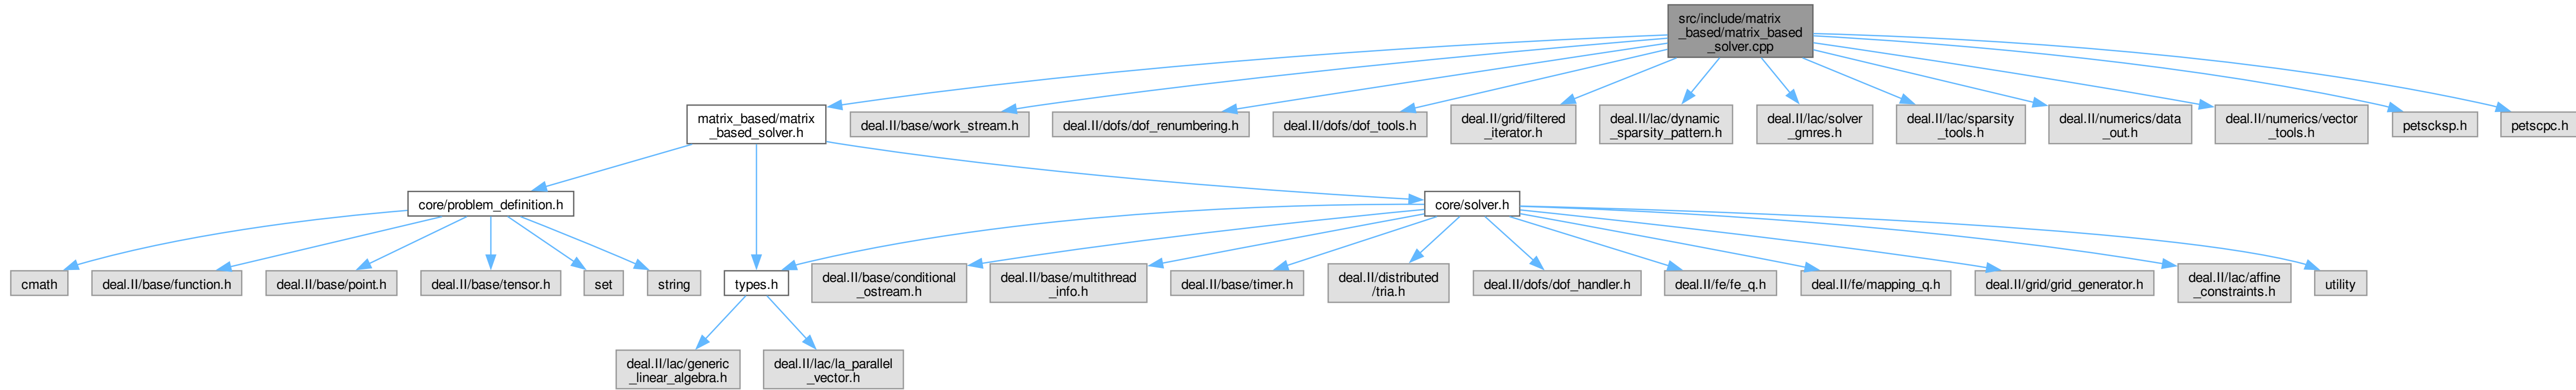 src/include/matrix
_based/matrix_based
_solver.cpp
matrix_based/matrix
_based_solver.h
deal.II/base/work_stream.h
deal.II/dofs/dof_renumbering.h
deal.II/dofs/dof_tools.h
deal.II/grid/filtered
_iterator.h
deal.II/lac/dynamic
_sparsity_pattern.h
deal.II/lac/solver
_gmres.h
deal.II/lac/sparsity
_tools.h
deal.II/numerics/data
_out.h
deal.II/numerics/vector
_tools.h
petscksp.h
petscpc.h
core/problem_definition.h
core/solver.h
cmath
deal.II/base/function.h
deal.II/base/point.h
deal.II/base/tensor.h
set
string
types.h
deal.II/base/conditional
_ostream.h
deal.II/base/multithread
_info.h
deal.II/base/timer.h
deal.II/distributed
/tria.h
deal.II/dofs/dof_handler.h
deal.II/fe/fe_q.h
deal.II/fe/mapping_q.h
deal.II/grid/grid_generator.h
deal.II/lac/affine
_constraints.h
utility
deal.II/lac/generic
_linear_algebra.h
deal.II/lac/la_parallel
_vector.h